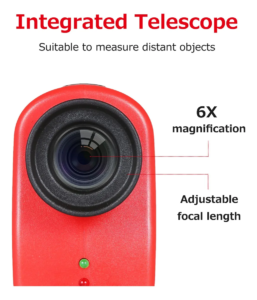 Integrated Telescope
Suitable to measure distant objects
6X
magnification
Adjustable
focal length